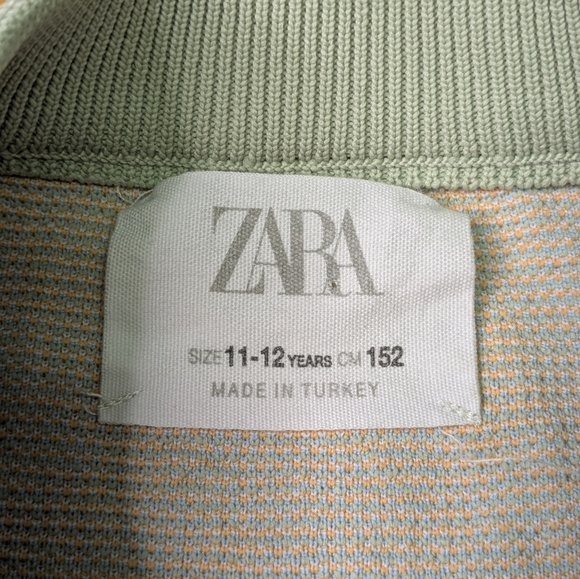 ZARA
SIZE 11-12 YEARS CM 152
MADE IN TURKEY